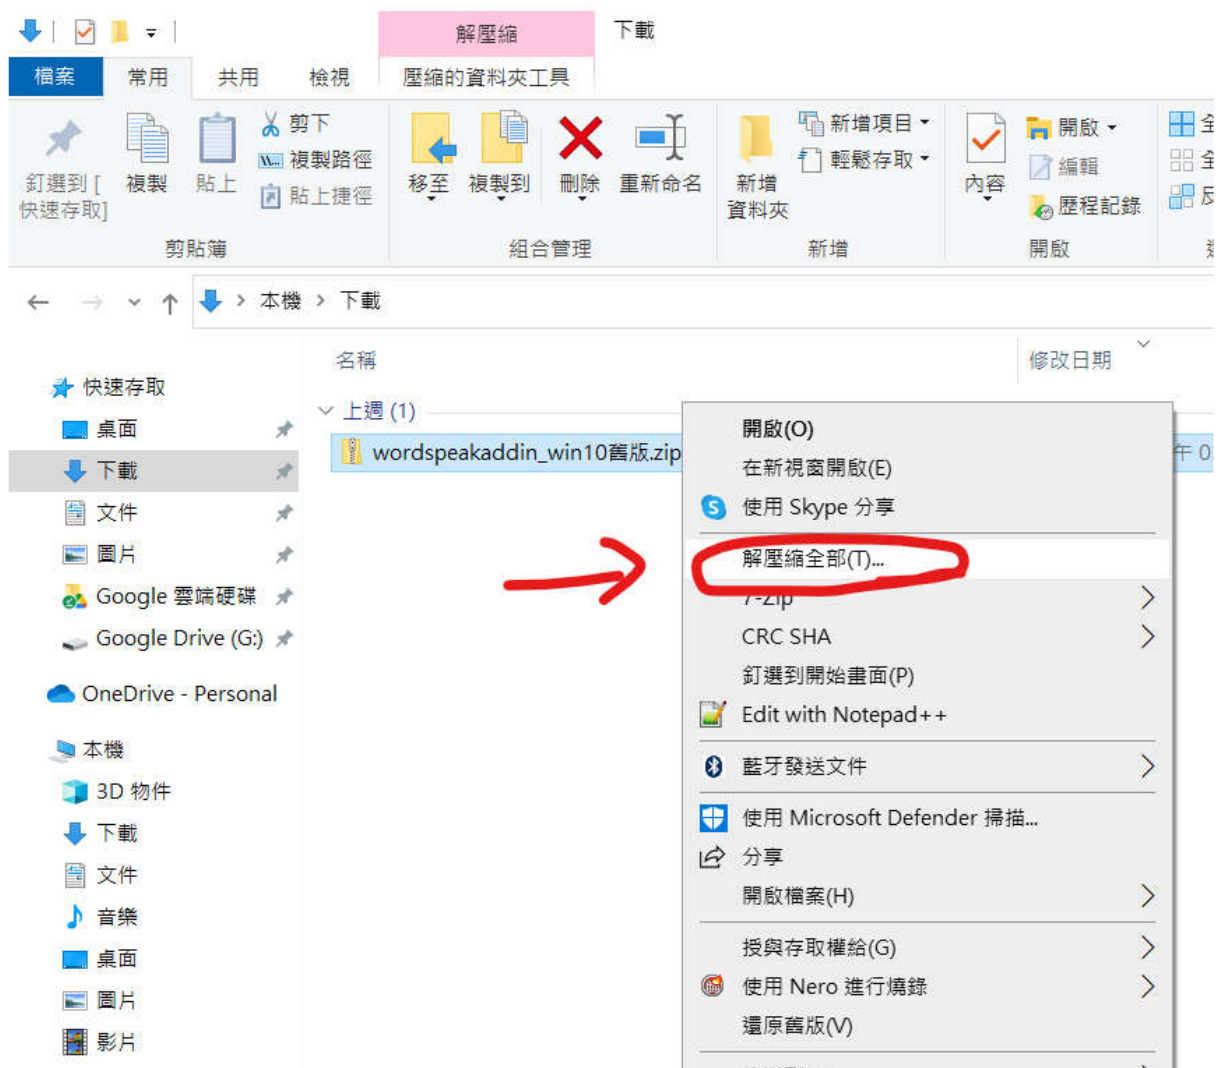 解壓縮
下載
檔案
常用
共用
檢視
壓縮的資料夾工具
釘選到 [
快速存取]
複製
貼上
剪下
複製路徑
貼上捷徑
剪貼簿
移至
複製到
刪除
重新命名
組合管理
新增
資料夾
新增項目
輕鬆存取
新增
內容
開啟
編輯
歷程記錄
開啟
全
全
本機
下載
名稱
修改日期
快速存取
桌面
下載
文件
圖片
Google 雲端硬碟
Google Drive (G:)
OneDrive - Personal
本機
3D 物件
下載
文件
音樂
桌面
圖片
影片
上週 (1)
wordspeakaddin_win10舊版.zip
午 0
開啟(O)
在新視窗開啟(E)
使用 Skype 分享
解壓縮全部(T)...
7-Zip
CRC SHA
釘選到開始畫面(P)
Edit with Notepad++
藍牙發送文件
使用 Microsoft Defender 掃描...
分享
開啟檔案(H)
授與存取權給(G)
使用 Nero 進行燒錄
還原舊版(V)